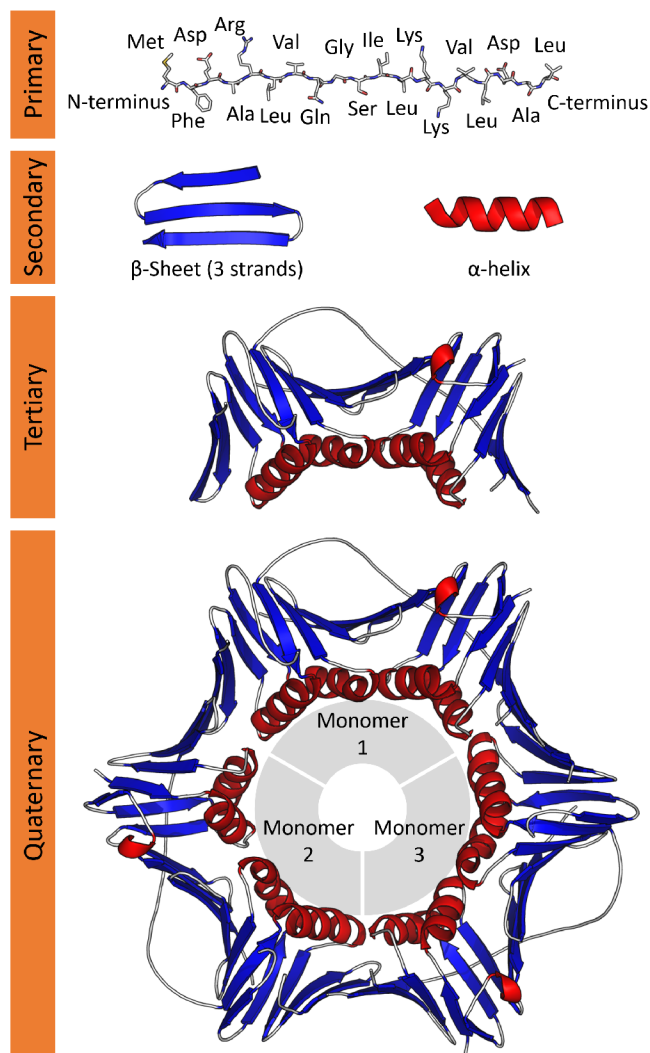 Primary
Met Asp Arg Val Gly Ile Lys Val Asp Leu
N-terminus C-terminus
Phe Ala Leu Gln Ser Leu Lys Leu Ala
Secondary
β-Sheet (3 strands) α-helix
Tertiary
Quaternary
Monomer
1
Monomer Monomer
2 3